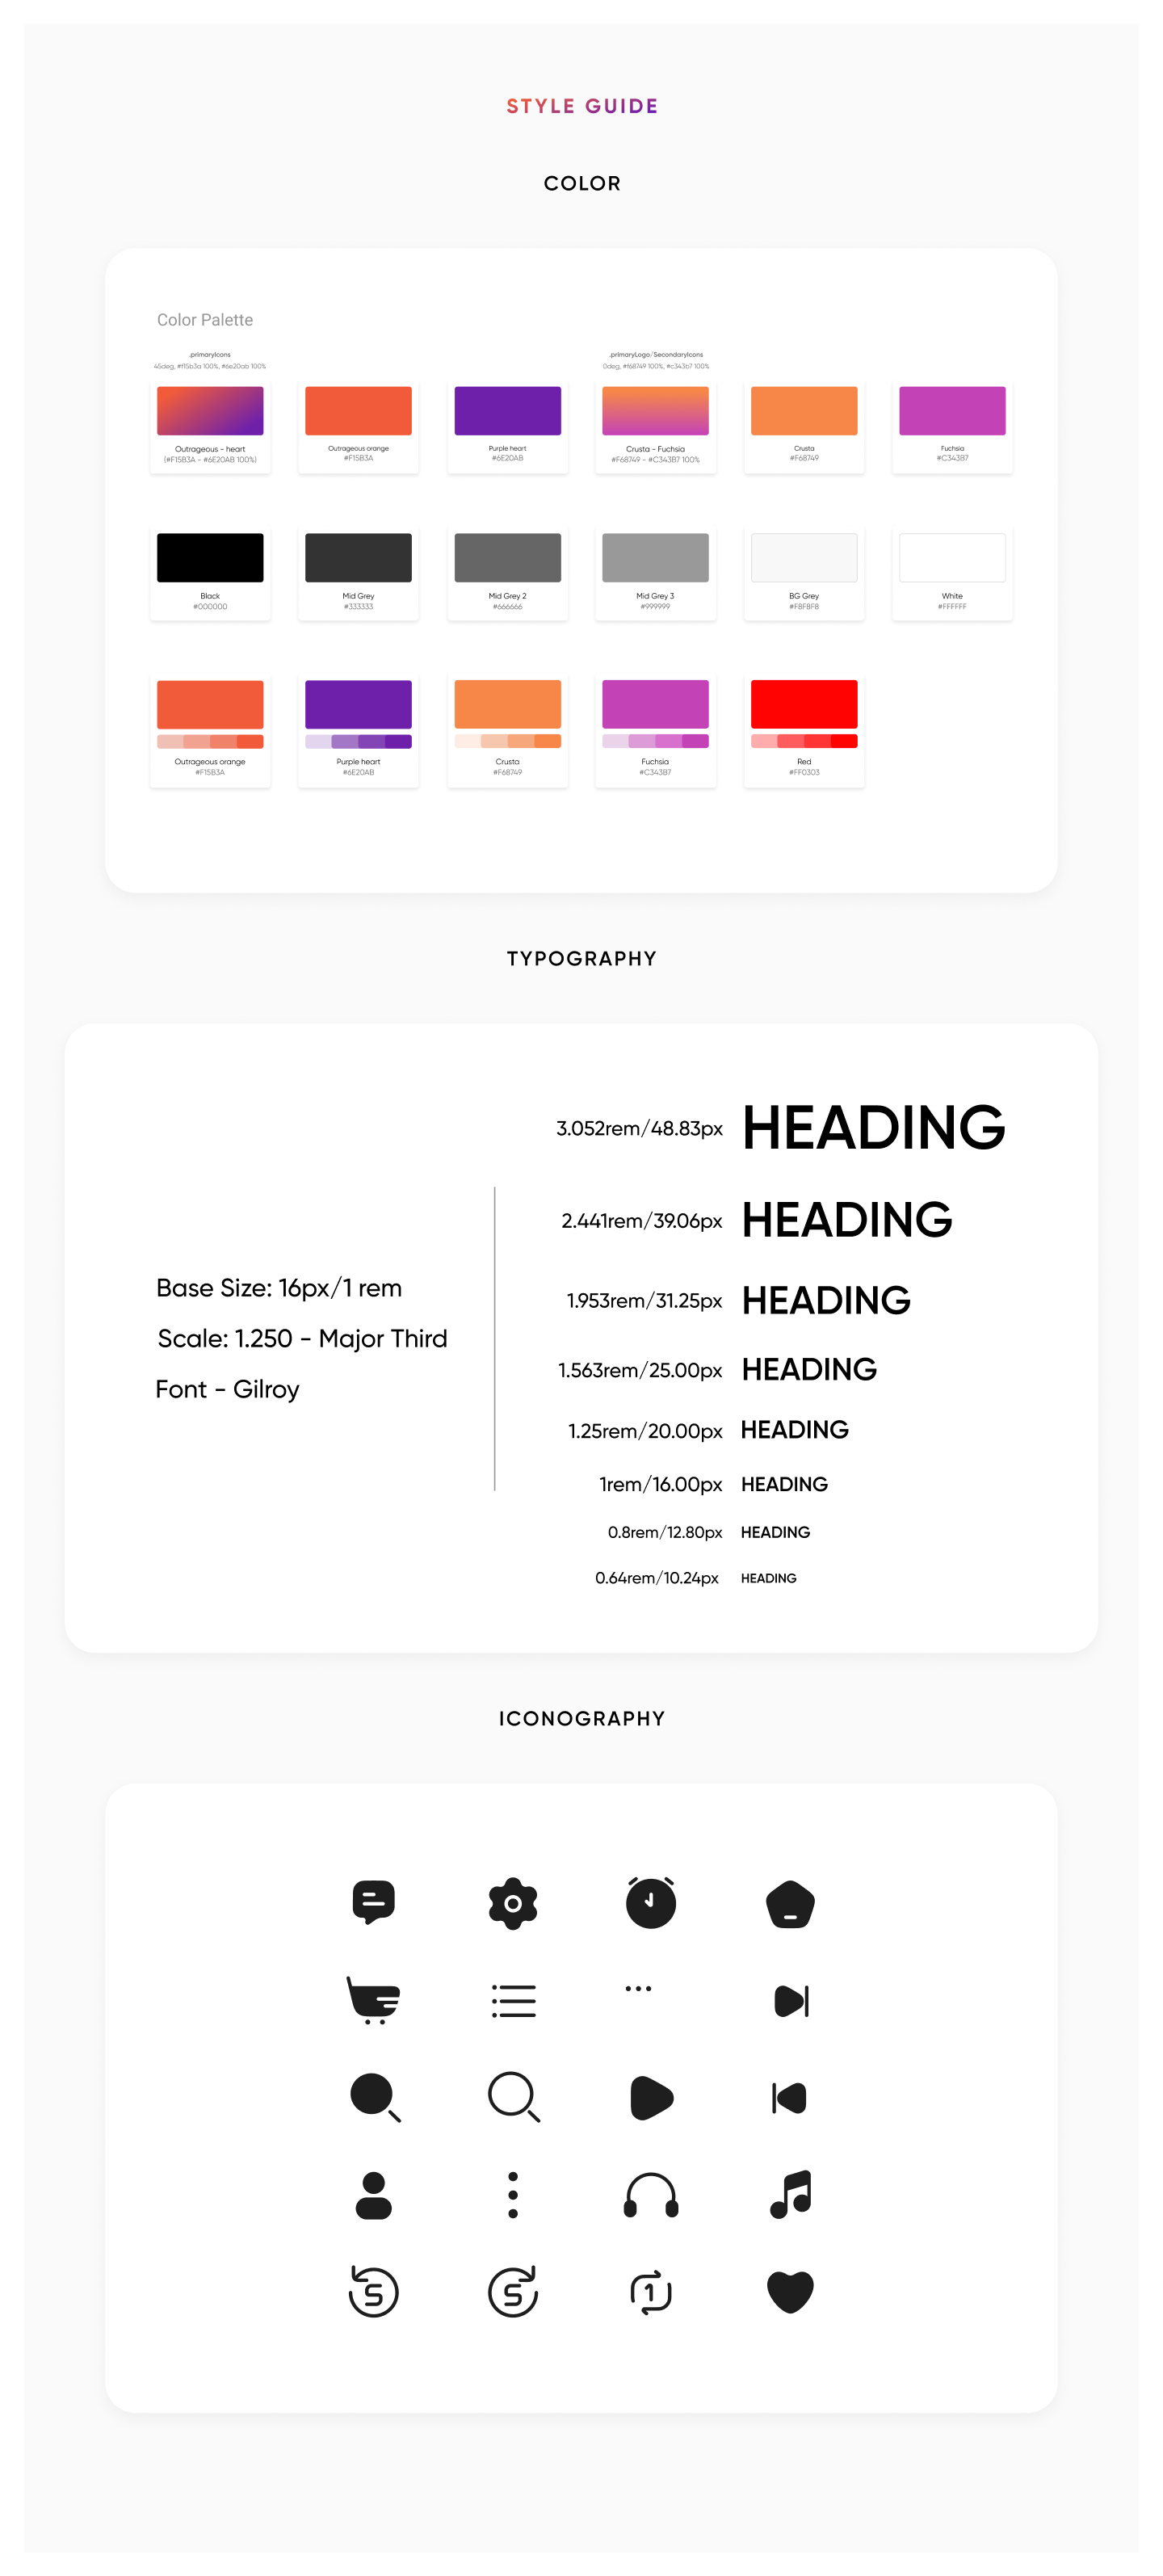 STYLE GUIDE
COLOR
Color Palette
.primaryIcons
45deg, #f15b3a 100%, #6e20ab 100%
.primaryLogo/SecondaryIcons
0deg, #f68749 100%, #c343b7 100%
Outrageous - heart
(#F15B3A - #6E20AB 100%)
Outrageous orange
#F15B3A
Purple heart
#6E20AB
Crusta - Fuchsia
#F68749 - #C343B7 100%
Crusta
#F68749
Fuchsia
#C343B7
Black
#000000
Mid Grey
#333333
Mid Grey 2
#666666
Mid Grey 3
#999999
BG Grey
#F8F8F8
White
#FFFFFF
Outrageous orange
#F15B3A
Purple heart
#6E20AB
Crusta
#F68749
Fuchsia
#C343B7
Red
#FF0303
TYPOGRAPHY
Base Size: 16px/1 rem
Scale: 1.250 - Major Third
Font - Gilroy
3.052rem/48.83px HEADING
2.441rem/39.06px HEADING
1.953rem/31.25px HEADING
1.563rem/25.00px HEADING
1.25rem/20.00px HEADING
1rem/16.00px HEADING
0.8rem/12.80px HEADING
0.64rem/10.24px HEADING
ICONOGRAPHY
5
5
1